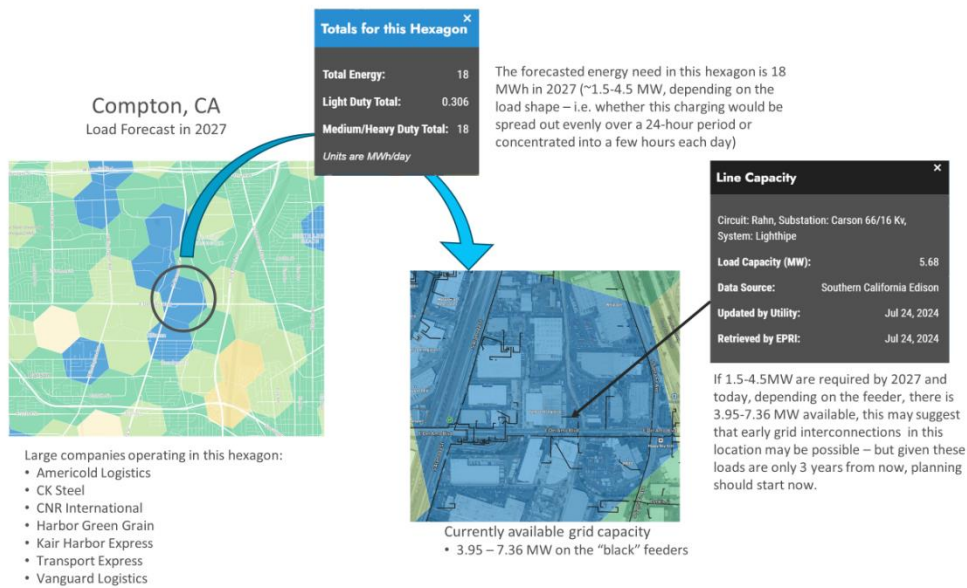 Totals for this Hexagon
×
Total Energy: 18
Light Duty Total: 0.306
Medium/Heavy Duty Total: 18
Units are MWh/day
The forecasted energy need in this hexagon is 18
MWh in 2027 (~1.5-4.5 MW, depending on the
load shape – i.e. whether this charging would be
spread out evenly over a 24-hour period or
concentrated into a few hours each day)
Compton, CA
Load Forecast in 2027
Line Capacity
×
Circuit: Rahn, Substation: Carson 66/16 Kv,
System: Lighthipe
Load Capacity (MW): 5.68
Data Source: Southern California Edison
Updated by Utility: Jul 24, 2024
Retrieved by EPRI: Jul 24, 2024
If 1.5-4.5MW are required by 2027 and
today, depending on the feeder, there is
3.95-7.36 MW available, this may suggest
that early grid interconnections in this
location may be possible – but given these
loads are only 3 years from now, planning
should start now.
Large companies operating in this hexagon:
• Americold Logistics
• CK Steel
• CNR International
• Harbor Green Grain
• Kair Harbor Express
• Transport Express
• Vanguard Logistics
Currently available grid capacity
• 3.95 – 7.36 MW on the “black” feeders